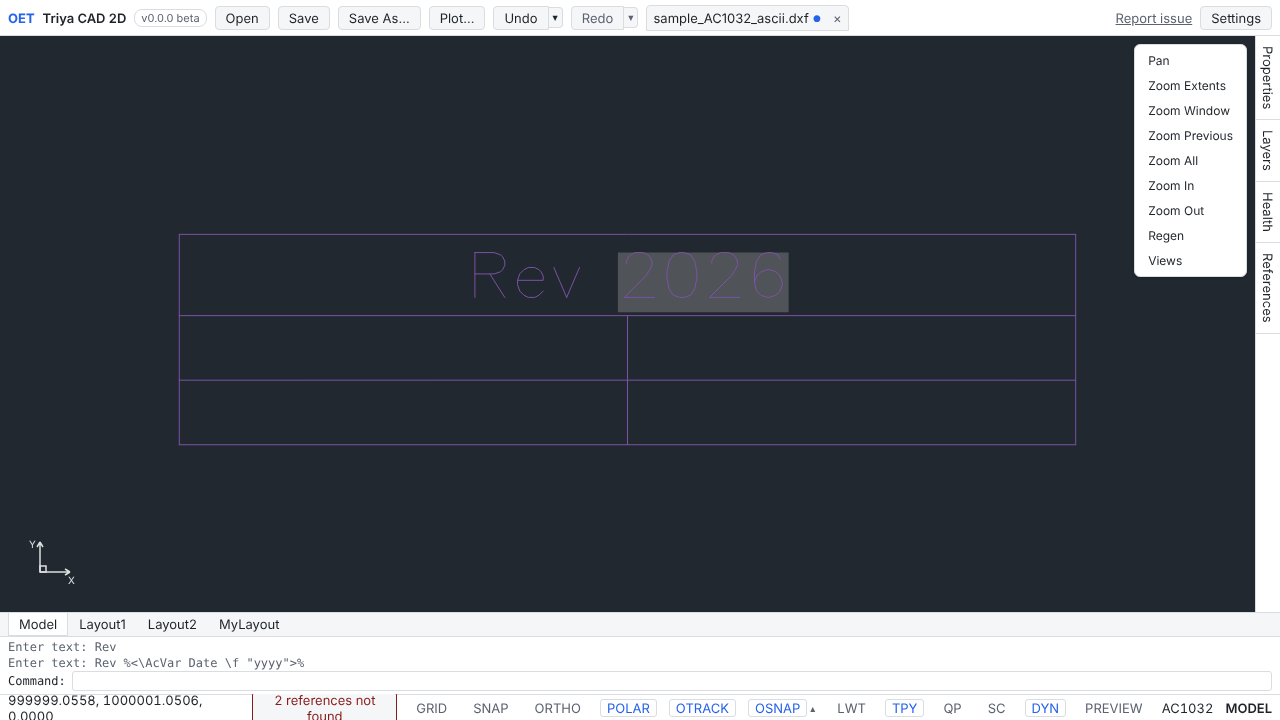 OET Triya CAD 2D v0.0.0 beta Open Save Save As... Plot... Undo ▾ Redo ▾ sample_AC1032_ascii.dxf × Report issue Settings
Pan
Zoom Extents
Zoom Window
Zoom Previous
Zoom All
Zoom In
Zoom Out
Regen
Views
Properties
Layers
Health
References
Rev 2026
Y
X
Model Layout1 Layout2 MyLayout
Enter text: Rev
Enter text: Rev %<\AcVar Date \f "yyyy">%
Command:
999999.0558, 1000001.0506, 0.0000
2 references not found
GRID SNAP ORTHO POLAR OTRACK OSNAP ▴ LWT TPY QP SC DYN PREVIEW AC1032 MODEL